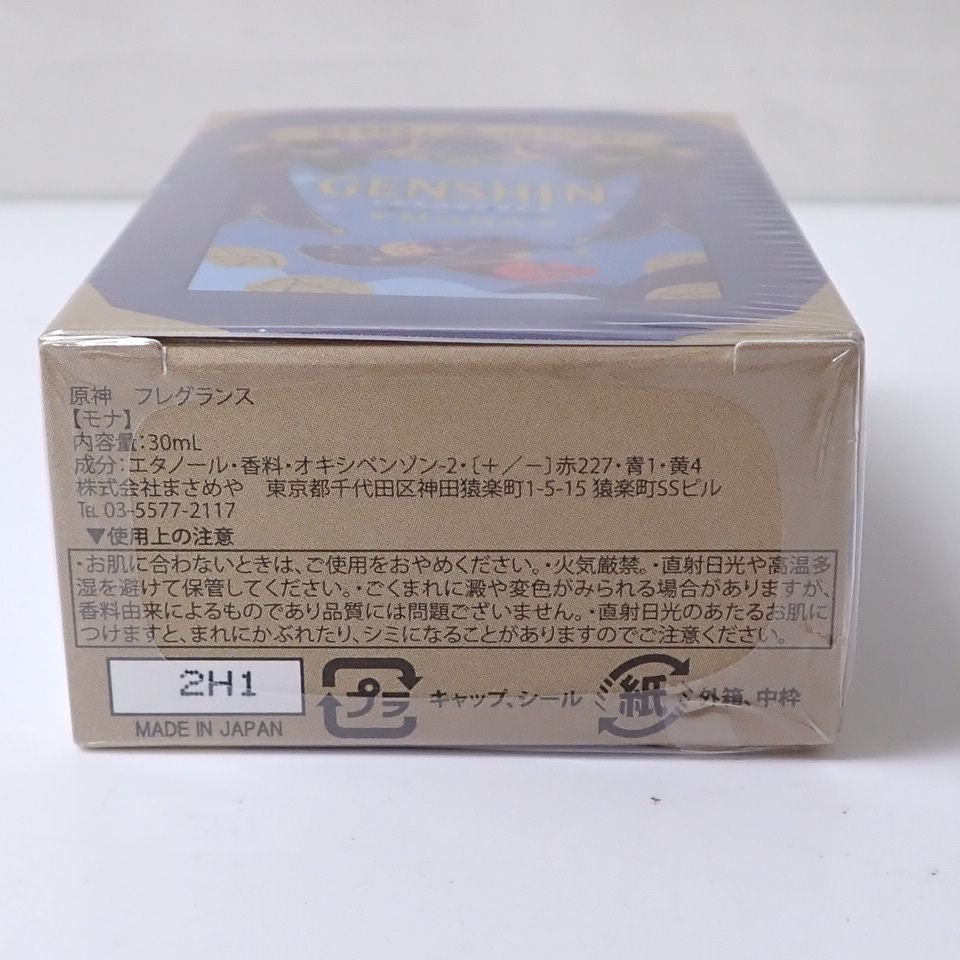 GENSHIN
原神　フレグランス
【モナ】
内容量：30mL
成分：エタノール・香料・オキシベンゾン-2・〔＋／－〕赤227・青1・黄4
株式会社まさめや　東京都千代田区神田猿楽町1-5-15 猿楽町SSビル
℡ 03-5577-2117
▼使用上の注意
・お肌に合わないときは、ご使用をおやめください。・火気厳禁。・直射日光や高温多
湿を避けて保管してください。・ごくまれに澱や変色がみられる場合がありますが、
香料由来によるものであり品質には問題ございません。・直射日光のあたるお肌に
つけますと、まれにかぶれたり、シミになることがありますのでご注意ください。
2H1
プラ
キャップ、シール
紙
外箱、中枠
MADE IN JAPAN